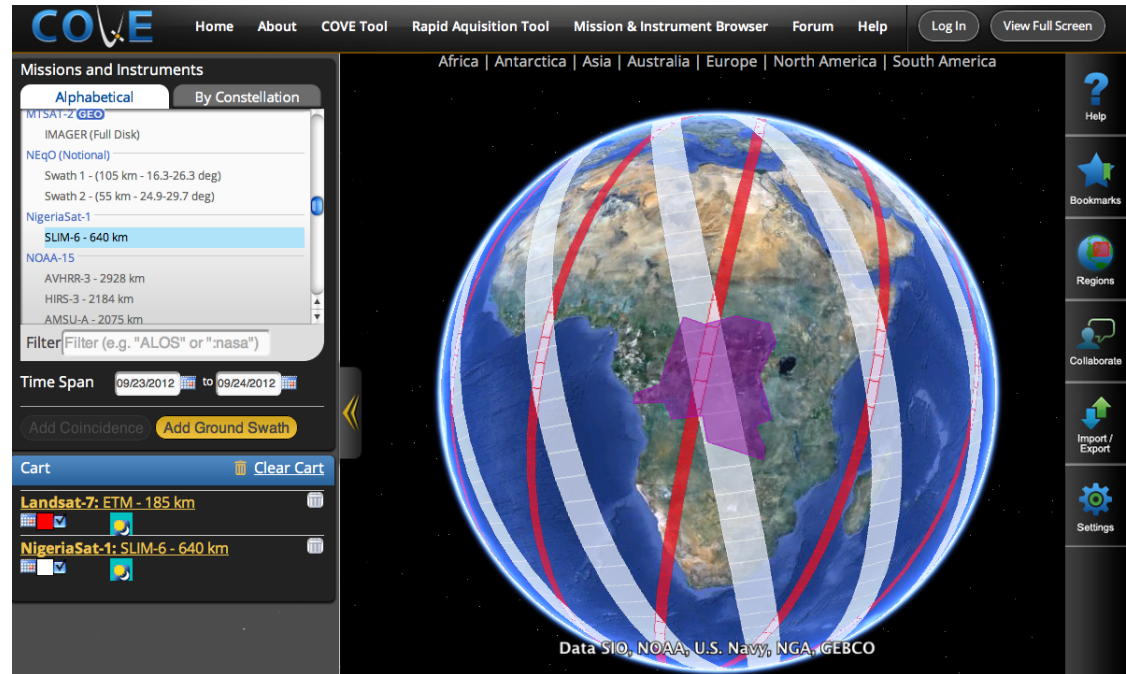 COVE
Home About COVE Tool Rapid Aquisition Tool Mission & Instrument Browser Forum Help Log In View Full Screen
Missions and Instruments
Alphabetical By Constellation
MTSAT-2 GEO
IMAGER (Full Disk)
NEqO (Notional)
Swath 1 - (105 km - 16.3-26.3 deg)
Swath 2 - (55 km - 24.9-29.7 deg)
NigeriaSat-1
SLIM-6 - 640 km
NOAA-15
AVHRR-3 - 2928 km
HIRS-3 - 2184 km
AMSU-A - 2075 km
Filter Filter (e.g. "ALOS" or ":nasa")
Time Span 09/23/2012 to 09/24/2012
Add Coincidence Add Ground Swath
Cart Clear Cart
Landsat-7: ETM - 185 km
NigeriaSat-1: SLIM-6 - 640 km
Africa | Antarctica | Asia | Australia | Europe | North America | South America
Data SIO, NOAA, U.S. Navy, NGA, GEBCO
?
Help
Bookmarks
Regions
Collaborate
Import /
Export
Settings